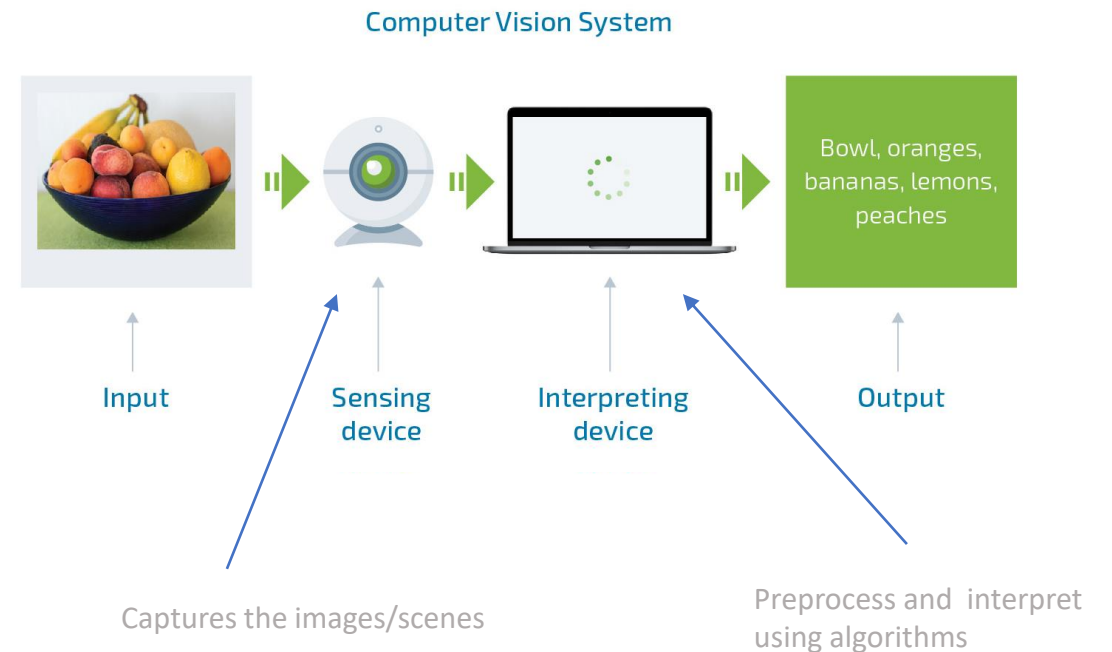 Computer Vision System
Bowl, oranges,
bananas, lemons,
peaches
Input
Sensing
device
Interpreting
device
Output
Captures the images/scenes
Preprocess and interpret
using algorithms